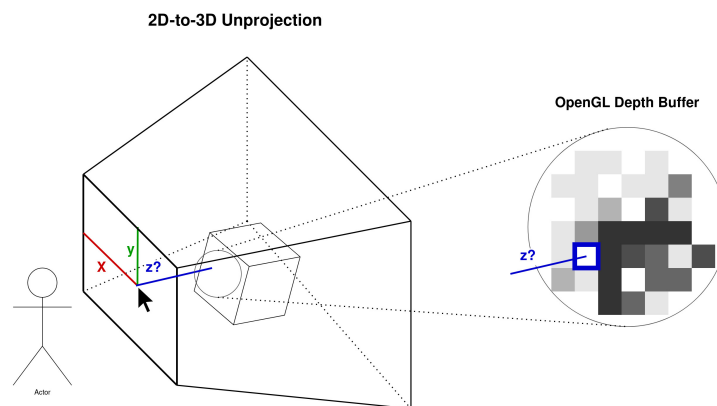 2D-to-3D Unprojection
OpenGL Depth Buffer
y
X
z?
z?
Actor